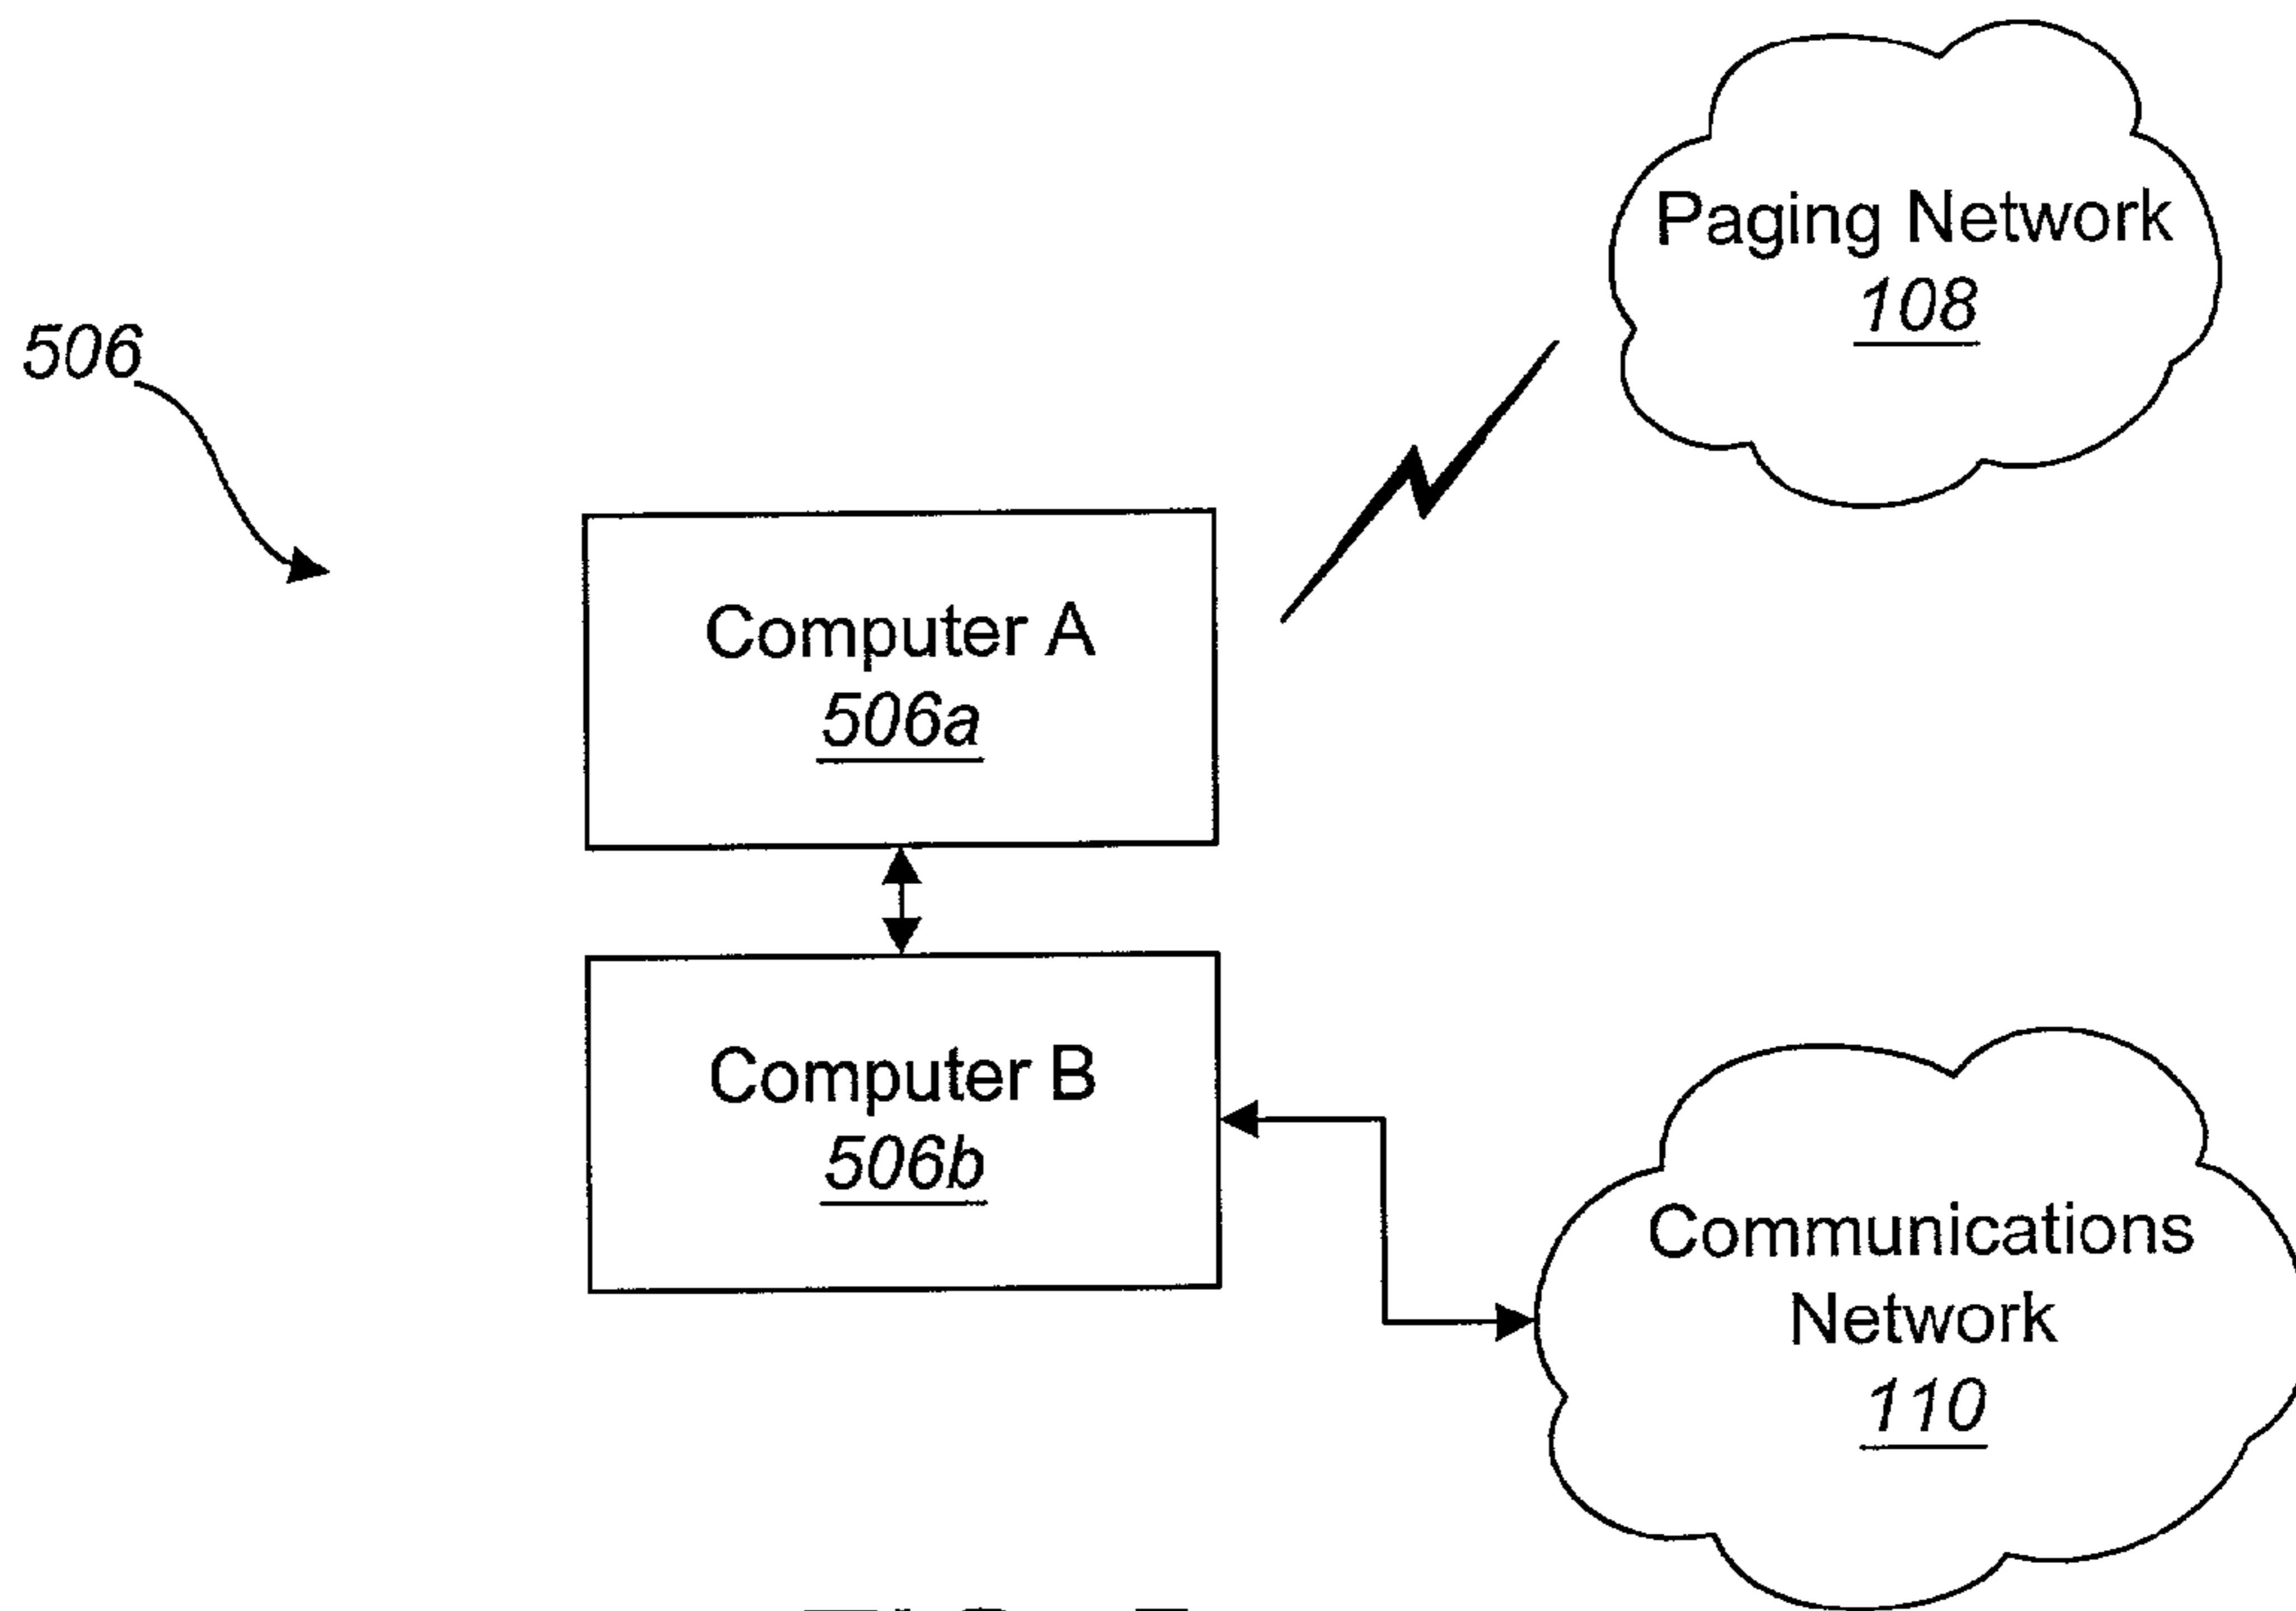 Paging Network
108
506
Computer A
506a
Computer B
506b
Communications
Network
110